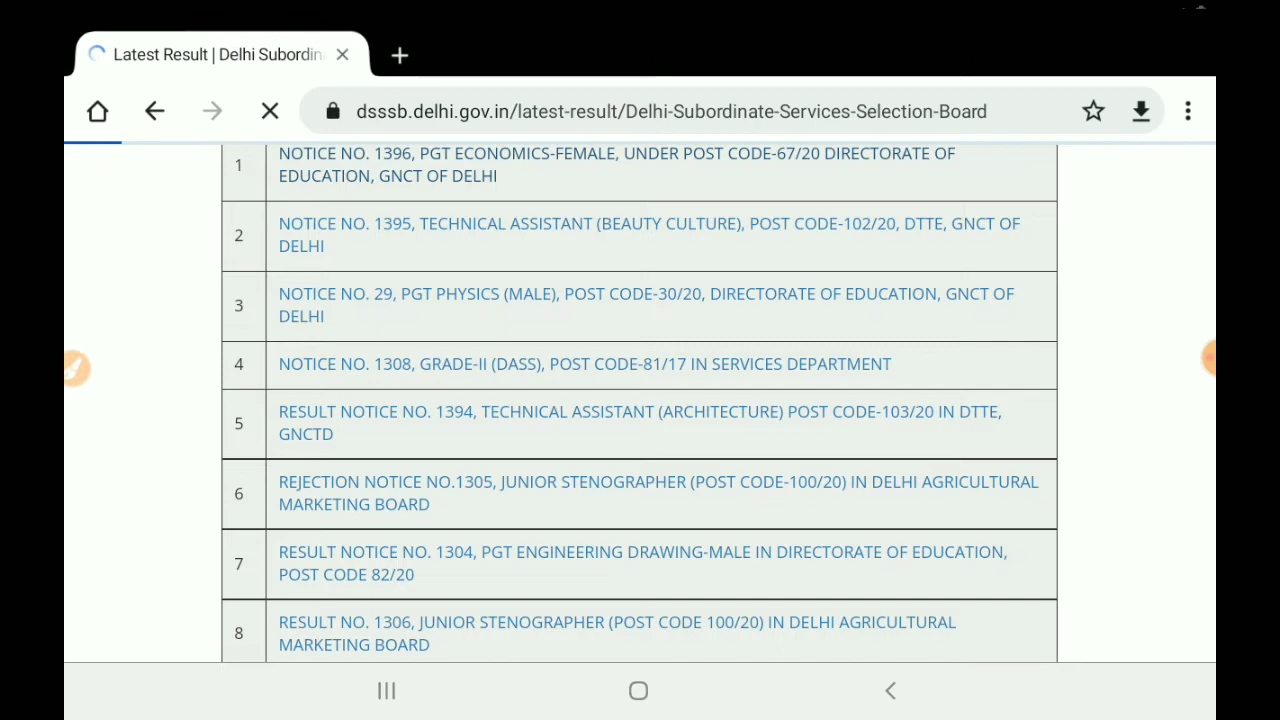 Latest Result | Delhi Subordin
dsssb.delhi.gov.in/latest-result/Delhi-Subordinate-Services-Selection-Board
1
NOTICE NO. 1396, PGT ECONOMICS-FEMALE, UNDER POST CODE-67/20 DIRECTORATE OF
EDUCATION, GNCT OF DELHI
2
NOTICE NO. 1395, TECHNICAL ASSISTANT (BEAUTY CULTURE), POST CODE-102/20, DTTE, GNCT OF
DELHI
3
NOTICE NO. 29, PGT PHYSICS (MALE), POST CODE-30/20, DIRECTORATE OF EDUCATION, GNCT OF
DELHI
4
NOTICE NO. 1308, GRADE-II (DASS), POST CODE-81/17 IN SERVICES DEPARTMENT
5
RESULT NOTICE NO. 1394, TECHNICAL ASSISTANT (ARCHITECTURE) POST CODE-103/20 IN DTTE,
GNCTD
6
REJECTION NOTICE NO.1305, JUNIOR STENOGRAPHER (POST CODE-100/20) IN DELHI AGRICULTURAL
MARKETING BOARD
7
RESULT NOTICE NO. 1304, PGT ENGINEERING DRAWING-MALE IN DIRECTORATE OF EDUCATION,
POST CODE 82/20
8
RESULT NO. 1306, JUNIOR STENOGRAPHER (POST CODE 100/20) IN DELHI AGRICULTURAL
MARKETING BOARD